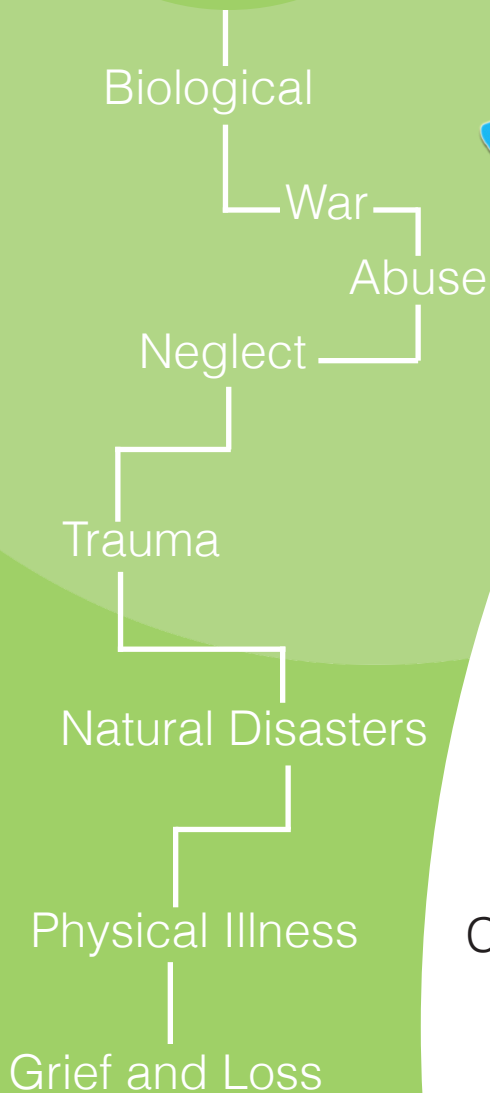 Biological
War
Abuse
Neglect
Trauma
Natural Disasters
Physical Illness
Grief and Loss